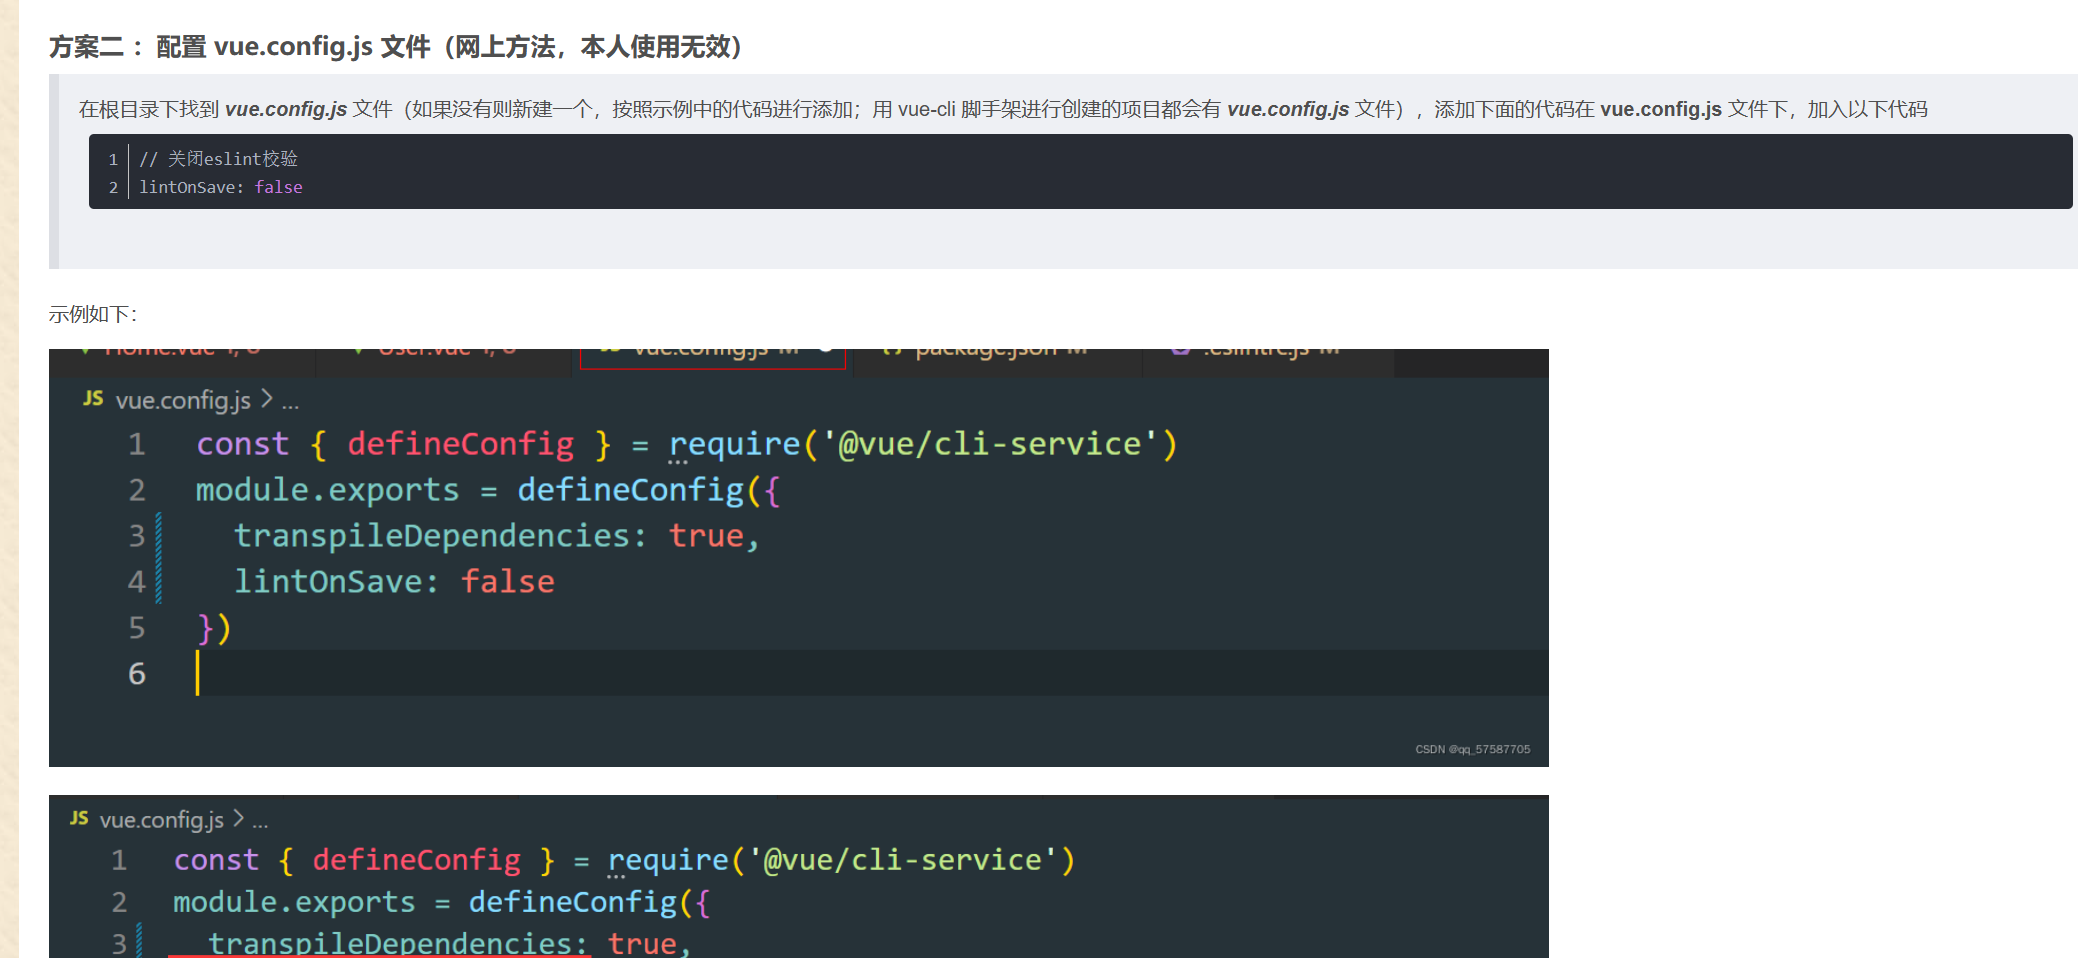 方案二 ：配置 vue.config.js 文件（网上方法，本人使用无效）
在根目录下找到 vue.config.js 文件（如果没有则新建一个，按照示例中的代码进行添加；用 vue-cli 脚手架进行创建的项目都会有 vue.config.js 文件），添加下面的代码在 vue.config.js 文件下，加入以下代码
1 // 关闭eslint校验
2 lintOnSave: false
示例如下：
Home.vue 1, U User.vue 1, U JS vue.config.js M {} package.json M .eslintrc.js M
JS vue.config.js > ...
1 const { defineConfig } = require('@vue/cli-service')
2 module.exports = defineConfig({
3 transpileDependencies: true,
4 lintOnSave: false
5 })
6
CSDN @qq_57587705
JS vue.config.js > ...
1 const { defineConfig } = require('@vue/cli-service')
2 module.exports = defineConfig({
3 transpileDependencies: true,